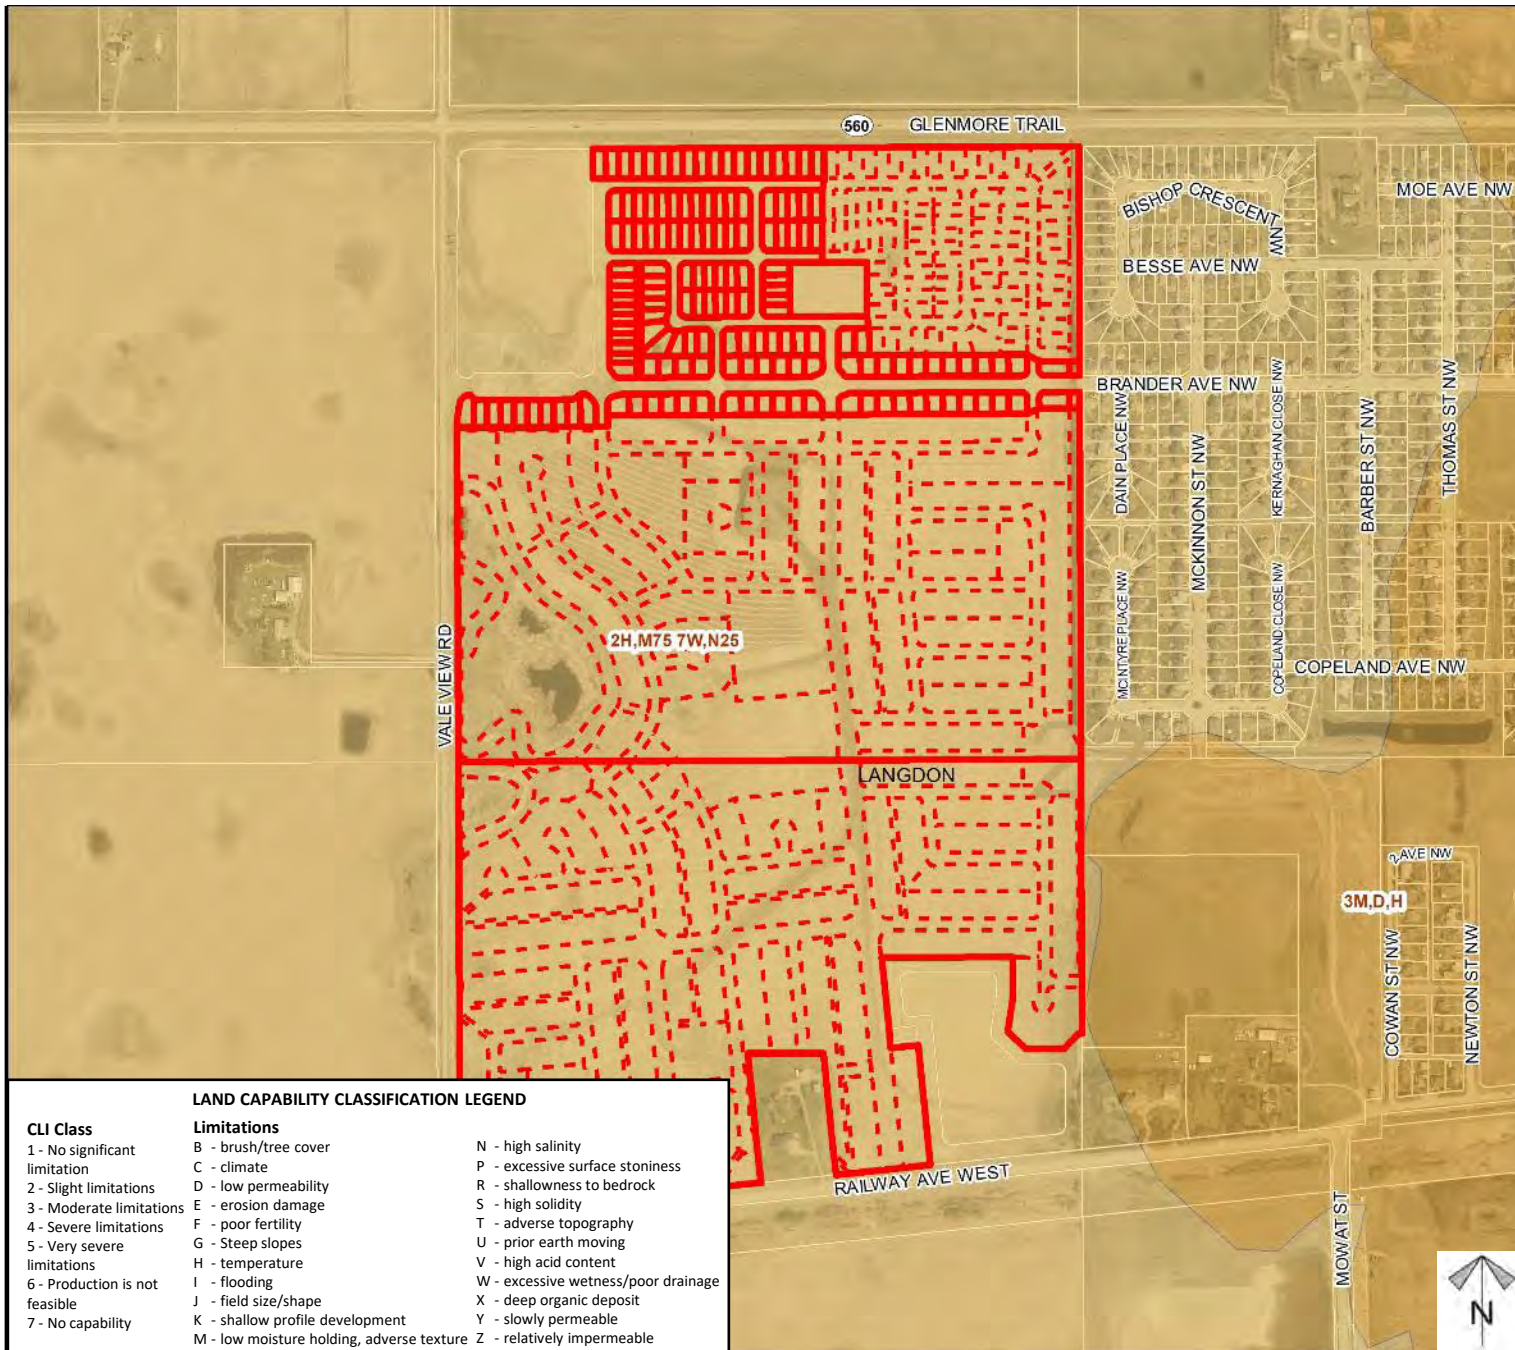 560 GLENMORE TRAIL
MOE AVE NW
BISHOP CRESCENT NW
BESSE AVE NW
BRANDER AVE NW
DAIN PLACE NW
MCKINNON ST NW
KERNAGHAN CLOSE NW
BARBER ST NW
THOMAS ST NW
MCINTYRE PLACE NW
COPELAND CLOSE NW
COPELAND AVE NW
VALE VIEW RD
2H,M75 7W,N25
LANGDON
2 AVE NW
3M,D,H
COWAN ST NW
NEWTON ST NW
RAILWAY AVE WEST
MOWAT ST
N
LAND CAPABILITY CLASSIFICATION LEGEND
CLI Class
1 - No significant
limitation
2 - Slight limitations
3 - Moderate limitations
4 - Severe limitations
5 - Very severe
limitations
6 - Production is not
feasible
7 - No capability
Limitations
B - brush/tree cover
C - climate
D - low permeability
E - erosion damage
F - poor fertility
G - Steep slopes
H - temperature
I - flooding
J - field size/shape
K - shallow profile development
M - low moisture holding, adverse texture
N - high salinity
P - excessive surface stoniness
R - shallowness to bedrock
S - high solidity
T - adverse topography
U - prior earth moving
V - high acid content
W - excessive wetness/poor drainage
X - deep organic deposit
Y - slowly permeable
Z - relatively impermeable